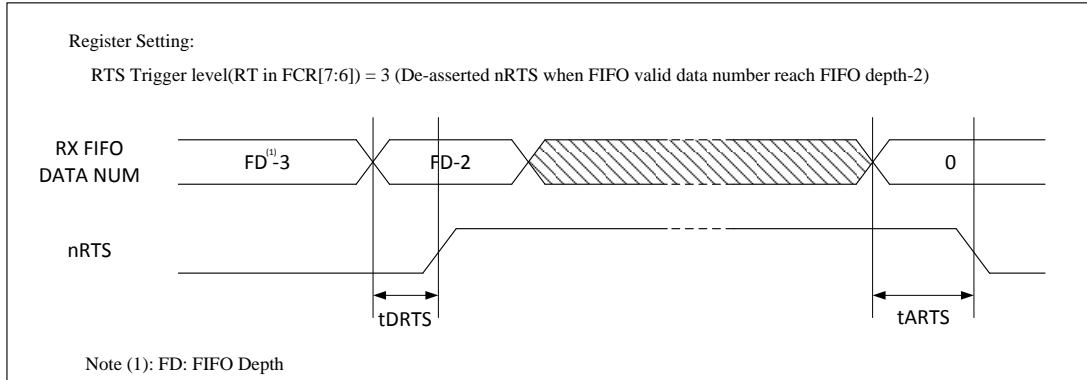 Register Setting:
RTS Trigger level(RT in FCR[7:6]) = 3 (De-asserted nRTS when FIFO valid data number reach FIFO depth-2)
RX FIFO
DATA NUM
FD(1)-3
FD-2
0
nRTS
tDRTS
tARTS
Note (1): FD: FIFO Depth